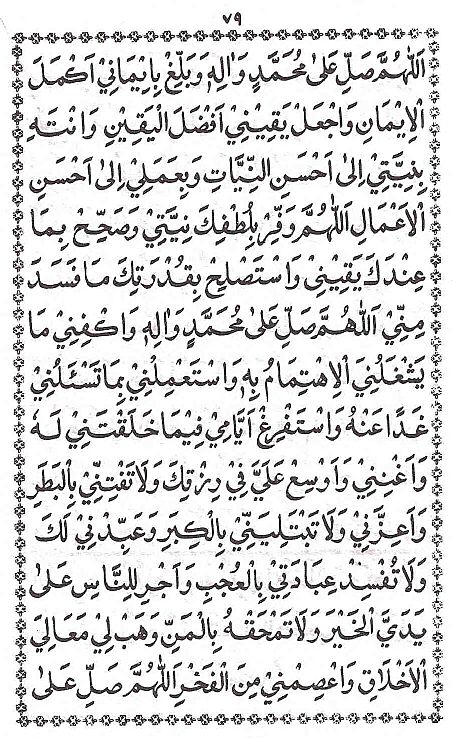 ٧٩
اَللّٰهُمَّ صَلِّ عَلٰى مُحَمَّدٍ وَاٰلِهٖ وَبَلِّغْ بِاِيْمَانِيْ اَكْمَلَ
الْاِيْمَانِ وَاجْعَلْ يَقِيْنِيْ اَفْضَلَ الْيَقِيْنِ وَانْتَهِ
بِنِيَّتِيْ اِلٰى اَحْسَنِ النِّيَّاتِ وَبِعَمَلِيْ اِلٰى اَحْسَنِ
الْاَعْمَالِ اَللّٰهُمَّ وَفِّرْ بِلُطْفِكَ نِيَّتِيْ وَصَحِّحْ بِمَا
عِنْدَكَ يَقِيْنِيْ وَاسْتَصْلِحْ بِقُدْرَتِكَ مَا فَسَدَ
مِنِّيْ اَللّٰهُمَّ صَلِّ عَلٰى مُحَمَّدٍ وَاٰلِهٖ وَاكْفِنِيْ مَا
يَشْغَلُنِيَ الْاِهْتِمَامُ بِهٖ وَاسْتَعْمِلْنِيْ بِمَا تَسْئَلُنِيْ
غَدًا عَنْهُ وَاسْتَفْرِغْ اَيَّامِيْ فِيْمَا خَلَقْتَنِيْ لَهٗ
وَاَغْنِنِيْ وَاَوْسِعْ عَلَيَّ فِيْ رِزْقِكَ وَلَا تَفْتِنِّيْ بِالْبَطَرِ
وَاَعِزَّنِيْ وَلَا تَبْتَلِيَنِّيْ بِالْكِبَرِ وَعَبِّدْنِيْ لَكَ
وَلَا تُفْسِدْ عِبَادَتِيْ بِالْعُجْبِ وَاَجْرِ لِلنَّاسِ عَلٰى
يَدَيَّ الْخَيْرَ وَلَا تَمْحَقْهُ بِالْمَنِّ وَهَبْ لِيْ مَعَالِيَ
الْاَخْلَاقِ وَاعْصِمْنِيْ مِنَ الْفَخْرِ اَللّٰهُمَّ صَلِّ عَلٰى